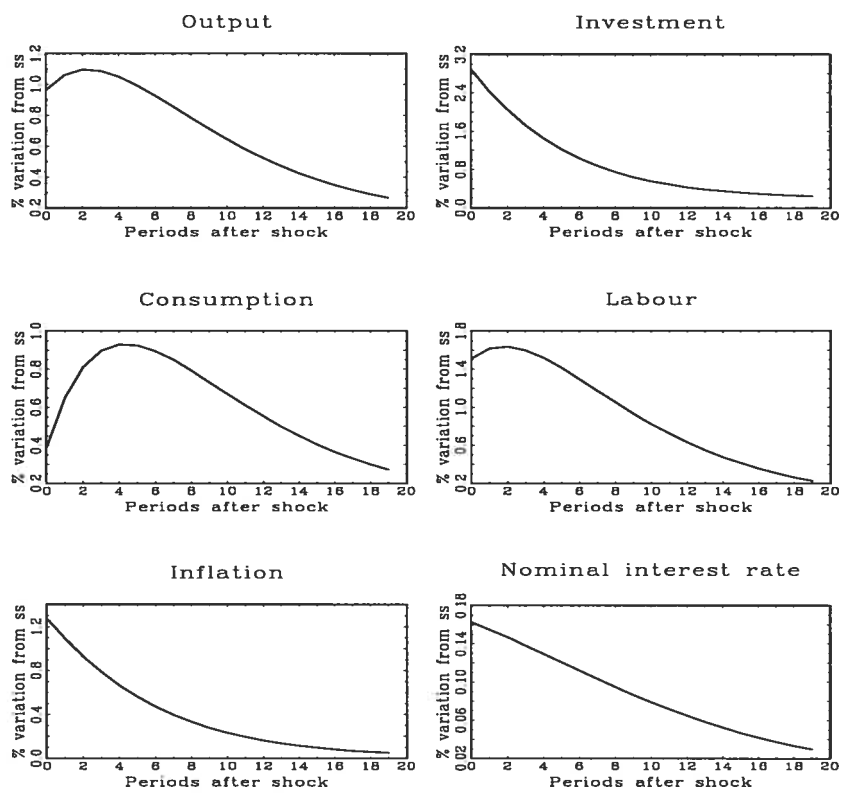 Output
% variation from ss
0.2 0.4 0.6 0.8 1.0 1.2
0 2 4 6 8 10 12 14 16 18 20
Periods after shock
Investment
% variation from ss
0.0 0.8 1.6 2.4 3.2
0 2 4 6 8 10 12 14 16 18 20
Periods after shock
Consumption
% variation from ss
0.2 0.4 0.6 0.8 1.0
0 2 4 6 8 10 12 14 16 18 20
Periods after shock
Labour
% variation from ss
0.2 0.6 1.0 1.4 1.8
0 2 4 6 8 10 12 14 16 18 20
Periods after shock
Inflation
% variation from ss
0.0 0.4 0.8 1.2
0 2 4 6 8 10 12 14 16 18 20
Periods after shock
Nominal interest rate
% variation from ss
0.02 0.06 0.10 0.14 0.18
0 2 4 6 8 10 12 14 16 18 20
Periods after shock